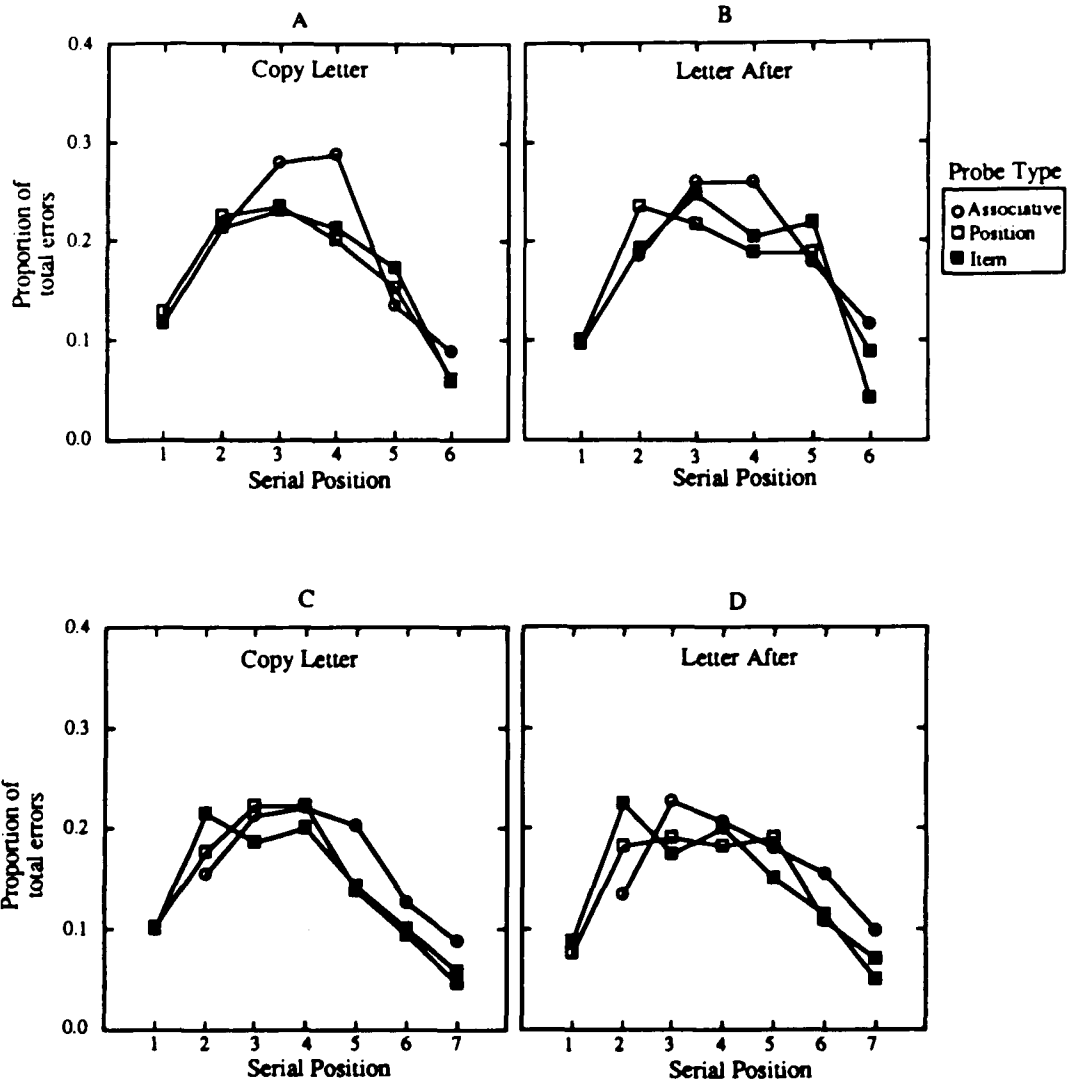 A
B
Copy Letter
Letter After
0.4
0.3
0.2
0.1
0.0
Proportion of
total errors
1 2 3 4 5 6
1 2 3 4 5 6
Serial Position
Serial Position
Probe Type
Associative
Position
Item
C
D
Copy Letter
Letter After
0.4
0.3
0.2
0.1
0.0
Proportion of
total errors
1 2 3 4 5 6 7
1 2 3 4 5 6 7
Serial Position
Serial Position